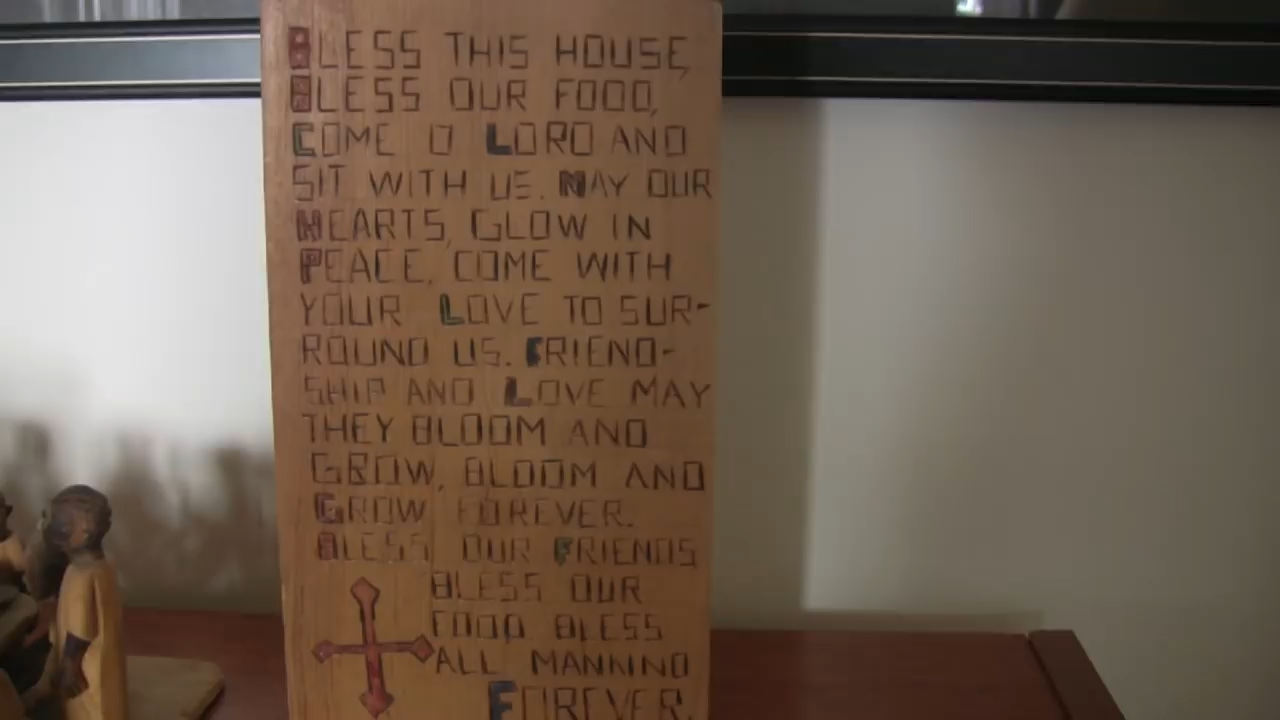 BLESS THIS HOUSE,
BLESS OUR FOOD,
COME O LORD AND
SIT WITH US. MAY OUR
HEARTS, GLOW IN
PEACE, COME WITH
YOUR LOVE TO SUR-
ROUND US. FRIEND-
SHIP AND LOVE MAY
THEY BLOOM AND
GROW, BLOOM AND
GROW FOREVER.
BLESS OUR FRIENDS
BLESS OUR
FOOD BLESS
ALL MANKIND
FOREVER.